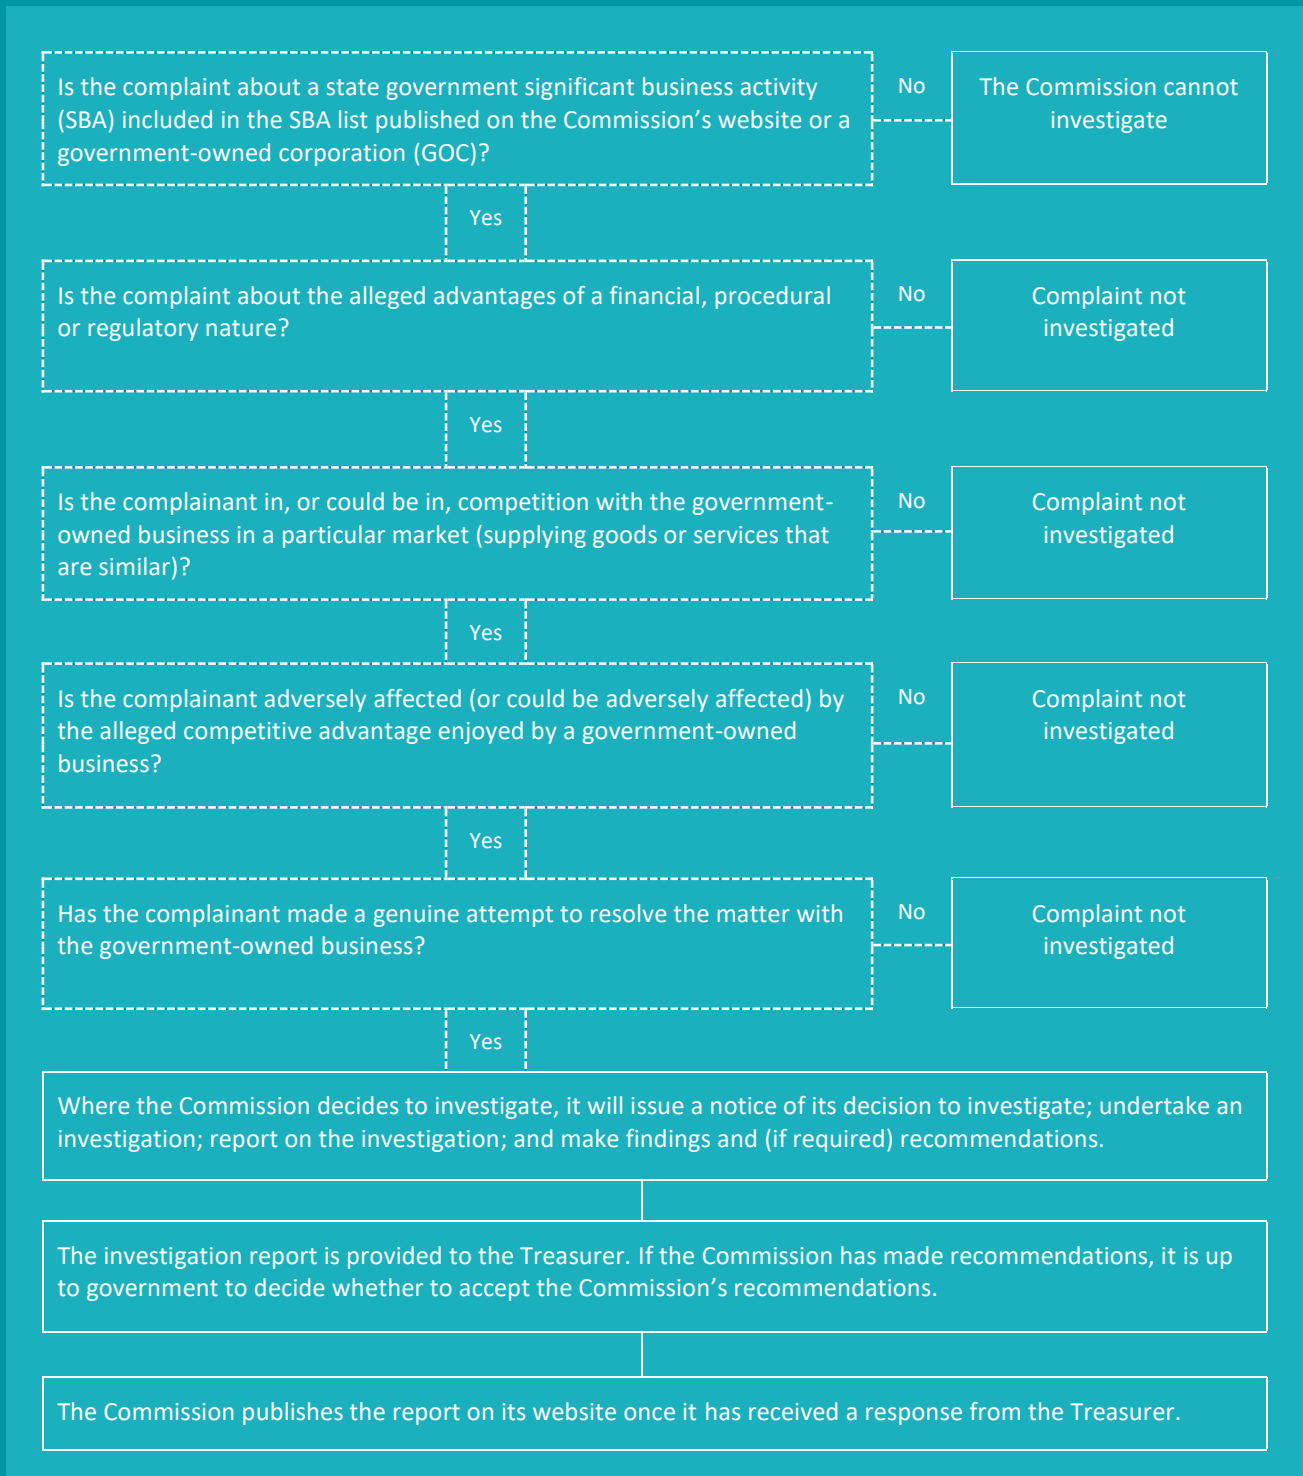 Is the complaint about a state government significant business activity
(SBA) included in the SBA list published on the Commission's website or a
government-owned corporation (GOC)?
No
The Commission cannot
investigate
Yes
Is the complaint about the alleged advantages of a financial, procedural
or regulatory nature?
No
Complaint not
investigated
Yes
Is the complainant in, or could be in, competition with the government-
owned business in a particular market (supplying goods or services that
are similar)?
No
Complaint not
investigated
Yes
Is the complainant adversely affected (or could be adversely affected) by
the alleged competitive advantage enjoyed by a government-owned
business?
No
Complaint not
investigated
Yes
Has the complainant made a genuine attempt to resolve the matter with
the government-owned business?
No
Complaint not
investigated
Yes
Where the Commission decides to investigate, it will issue a notice of its decision to investigate; undertake an
investigation; report on the investigation; and make findings and (if required) recommendations.
The investigation report is provided to the Treasurer. If the Commission has made recommendations, it is up
to government to decide whether to accept the Commission's recommendations.
The Commission publishes the report on its website once it has received a response from the Treasurer.